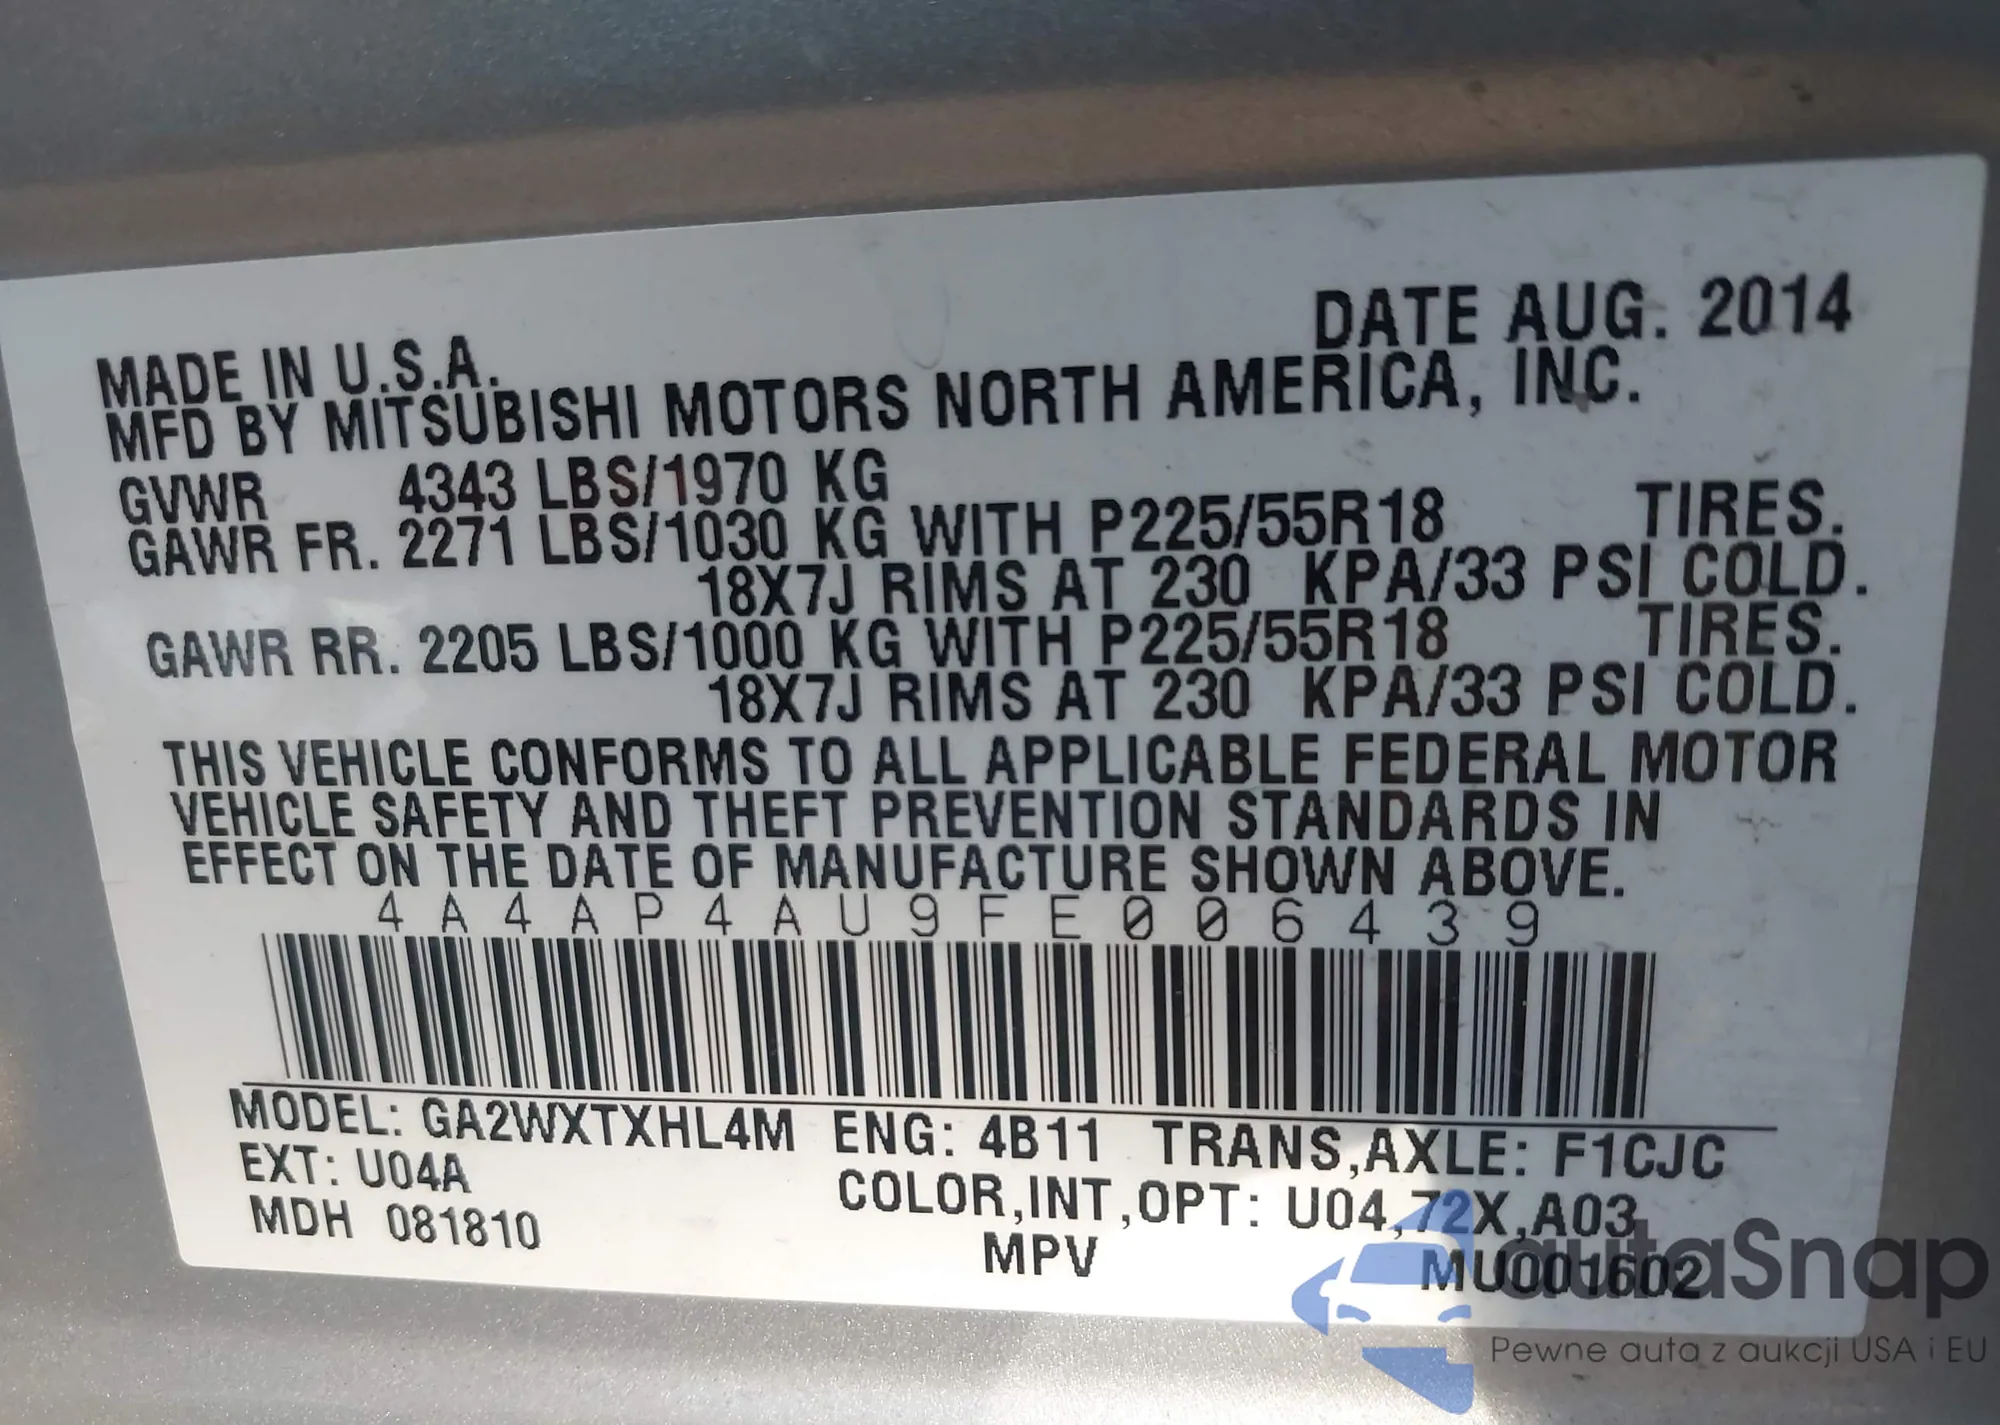 DATE AUG. 2014
MADE IN U.S.A.
MFD BY MITSUBISHI MOTORS NORTH AMERICA, INC.
GVWR 4343 LBS/1970 KG
GAWR FR. 2271 LBS/1030 KG WITH P225/55R18 TIRES.
18X7J RIMS AT 230 KPA/33 PSI COLD.
GAWR RR. 2205 LBS/1000 KG WITH P225/55R18 TIRES.
18X7J RIMS AT 230 KPA/33 PSI COLD.
THIS VEHICLE CONFORMS TO ALL APPLICABLE FEDERAL MOTOR
VEHICLE SAFETY AND THEFT PREVENTION STANDARDS IN
EFFECT ON THE DATE OF MANUFACTURE SHOWN ABOVE.
4A4AP4AU9FE006439
MODEL: GA2WXTXHL4M ENG: 4B11 TRANS,AXLE: F1CJC
EXT: U04A COLOR,INT,OPT: U04,72X,A03
MDH 081810 MPV MU001602
autaSnap
Pewne auta z aukcji USA i EU